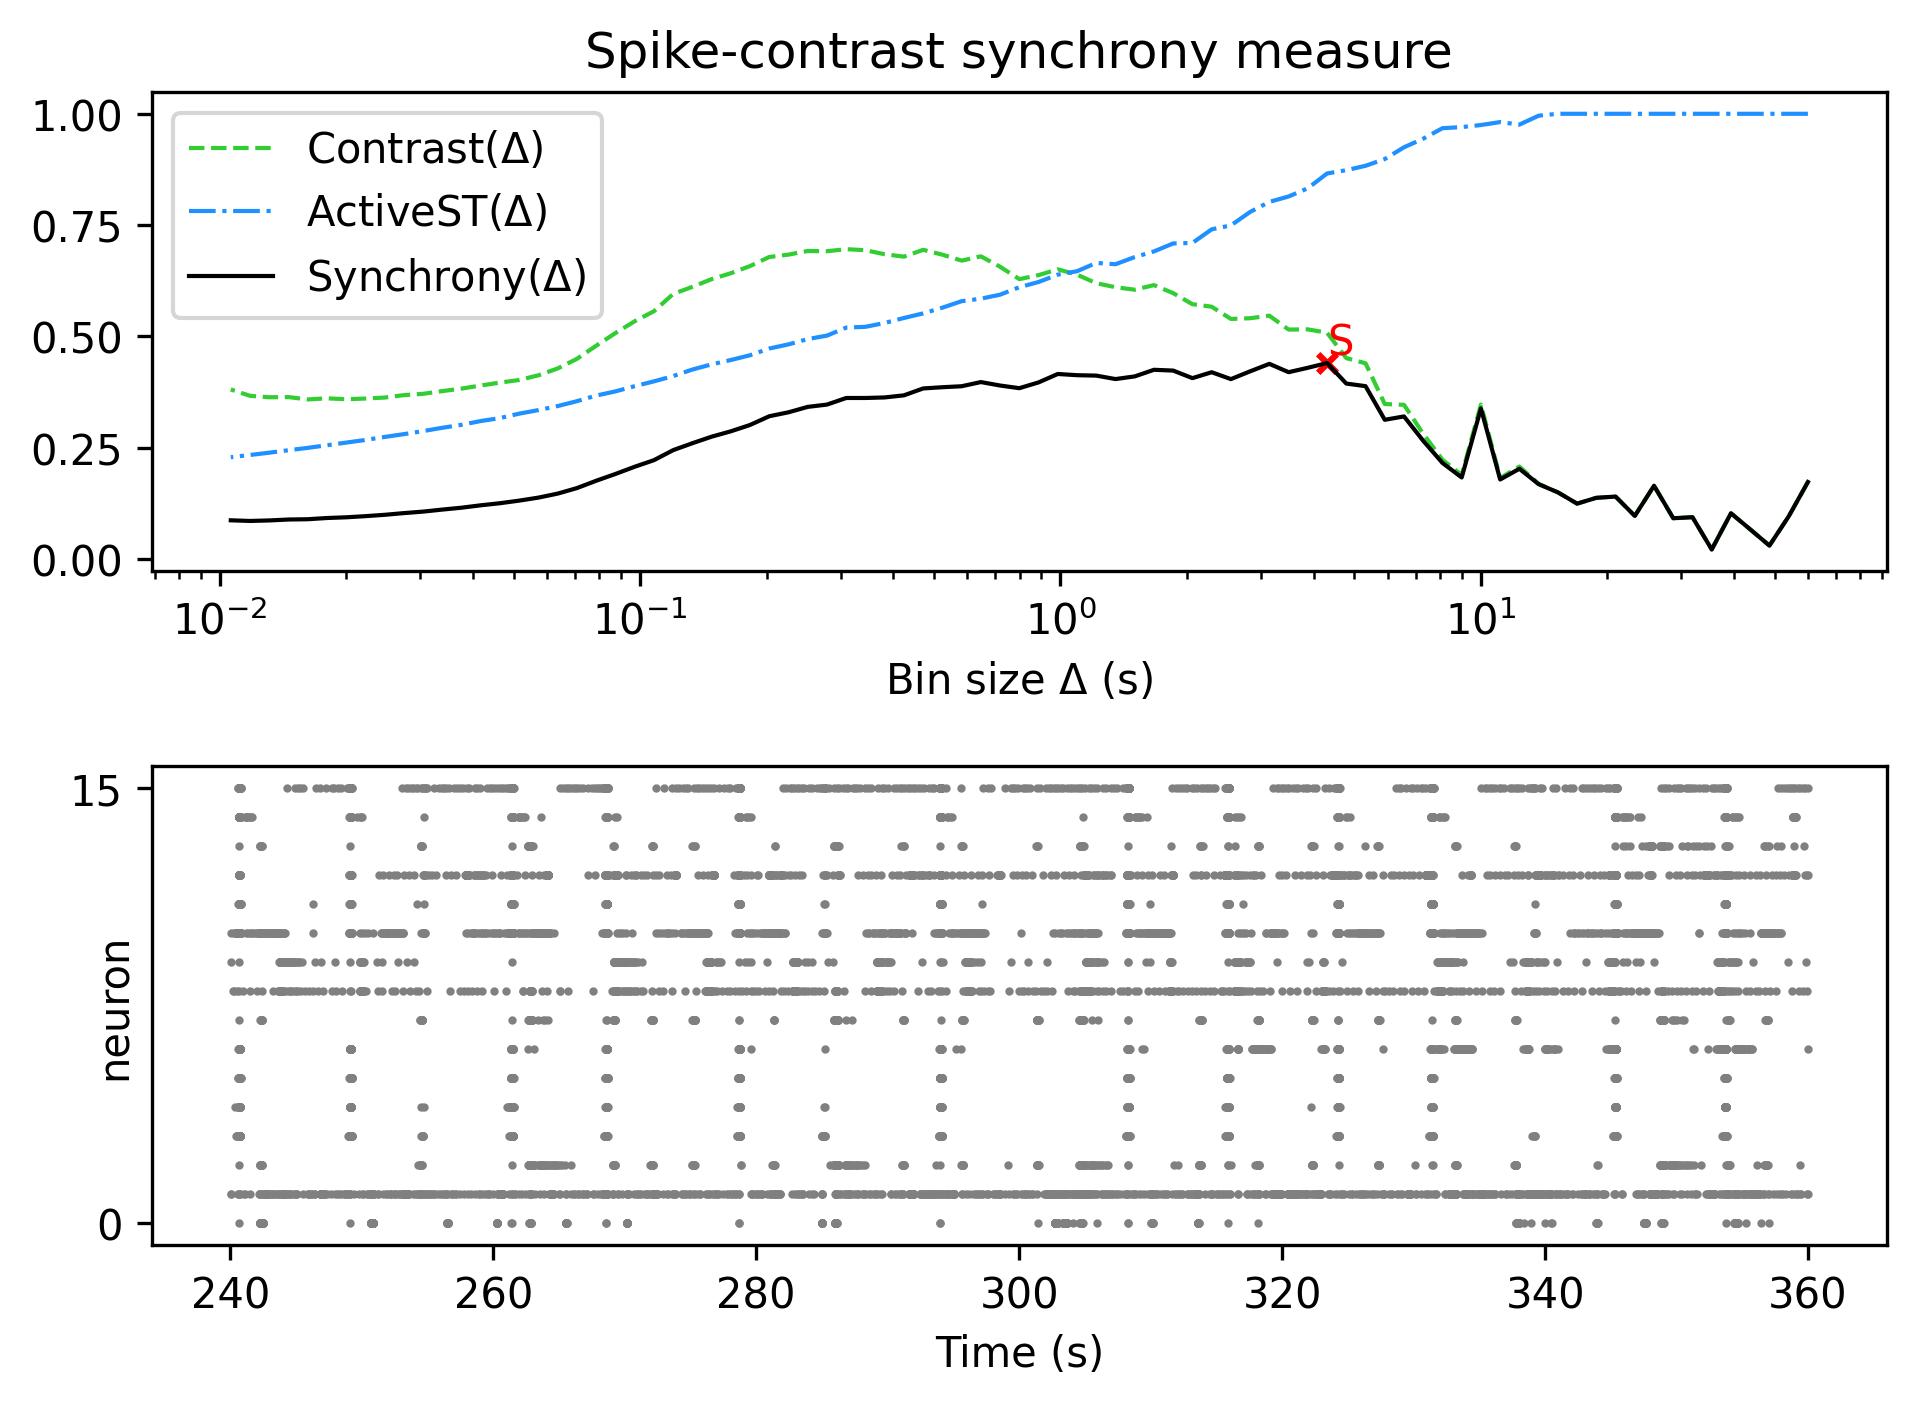 Spike-contrast synchrony measure
1.00
0.75
0.50
0.25
0.00
Contrast(Δ)
ActiveST(Δ)
Synchrony(Δ)
S
10⁻² 10⁻¹ 10⁰ 10¹
Bin size Δ (s)
15
neuron
0
240 260 280 300 320 340 360
Time (s)